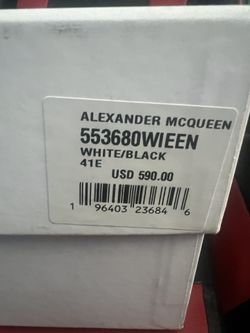 ALEXANDER MCQUEEN
553680WIEEN
WHITE/BLACK
41E
USD 590.00
1 96403 23684 6